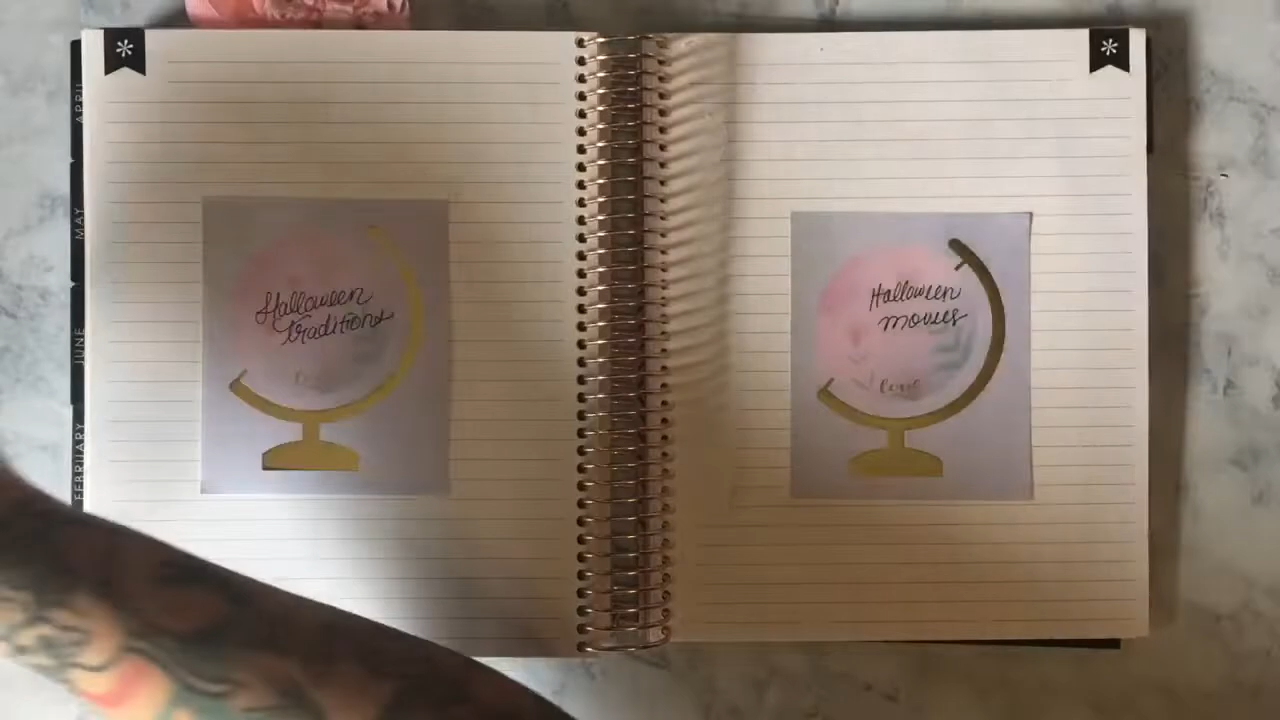 APRIL
MAY
JUNE
FEBRUARY
Halloween
traditions
Halloween
movies